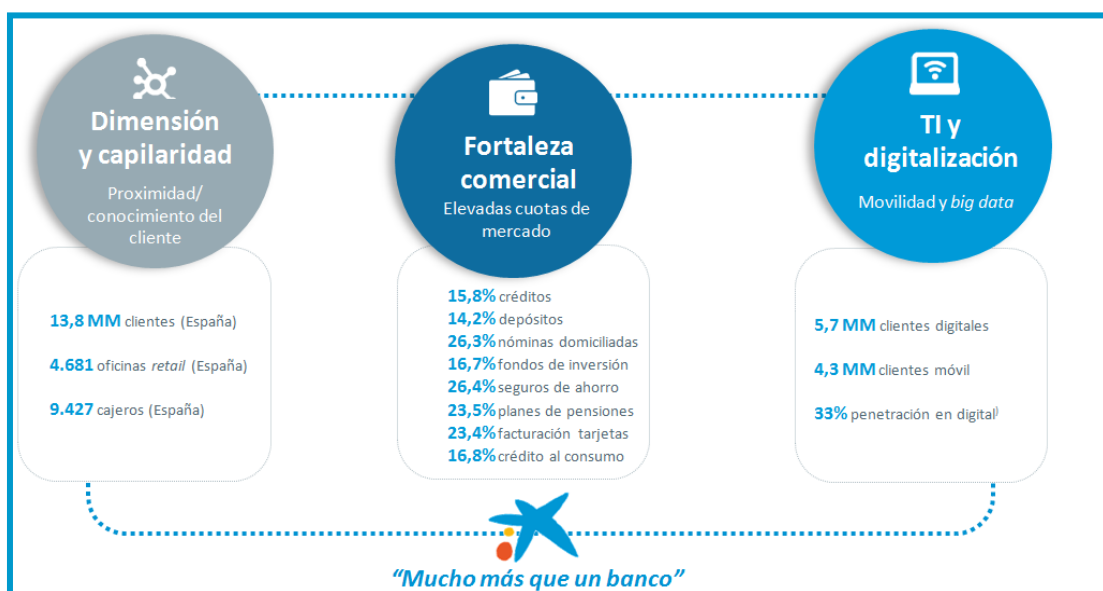 Dimensión
y capilaridad
Proximidad/
conocimiento del
cliente
13,8 MM clientes (España)
4.681 oficinas retail (España)
9.427 cajeros (España)
Fortaleza
comercial
Elevadas cuotas de
mercado
15,8% créditos
14,2% depósitos
26,3% nóminas domiciliadas
16,7% fondos de inversión
26,4% seguros de ahorro
23,5% planes de pensiones
23,4% facturación tarjetas
16,8% crédito al consumo
TI y
digitalización
Movilidad y big data
5,7 MM clientes digitales
4,3 MM clientes móvil
33% penetración en digital)
“Mucho más que un banco”